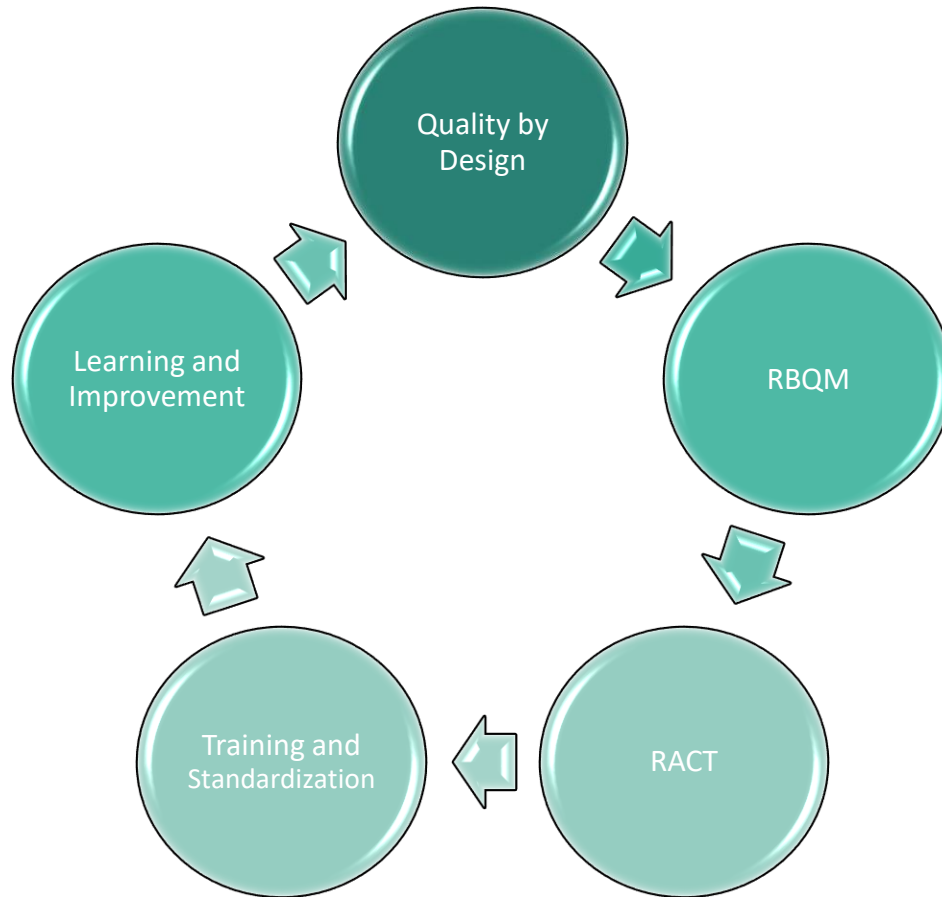 Quality by
Design
RBQM
RACT
Training and
Standardization
Learning and
Improvement